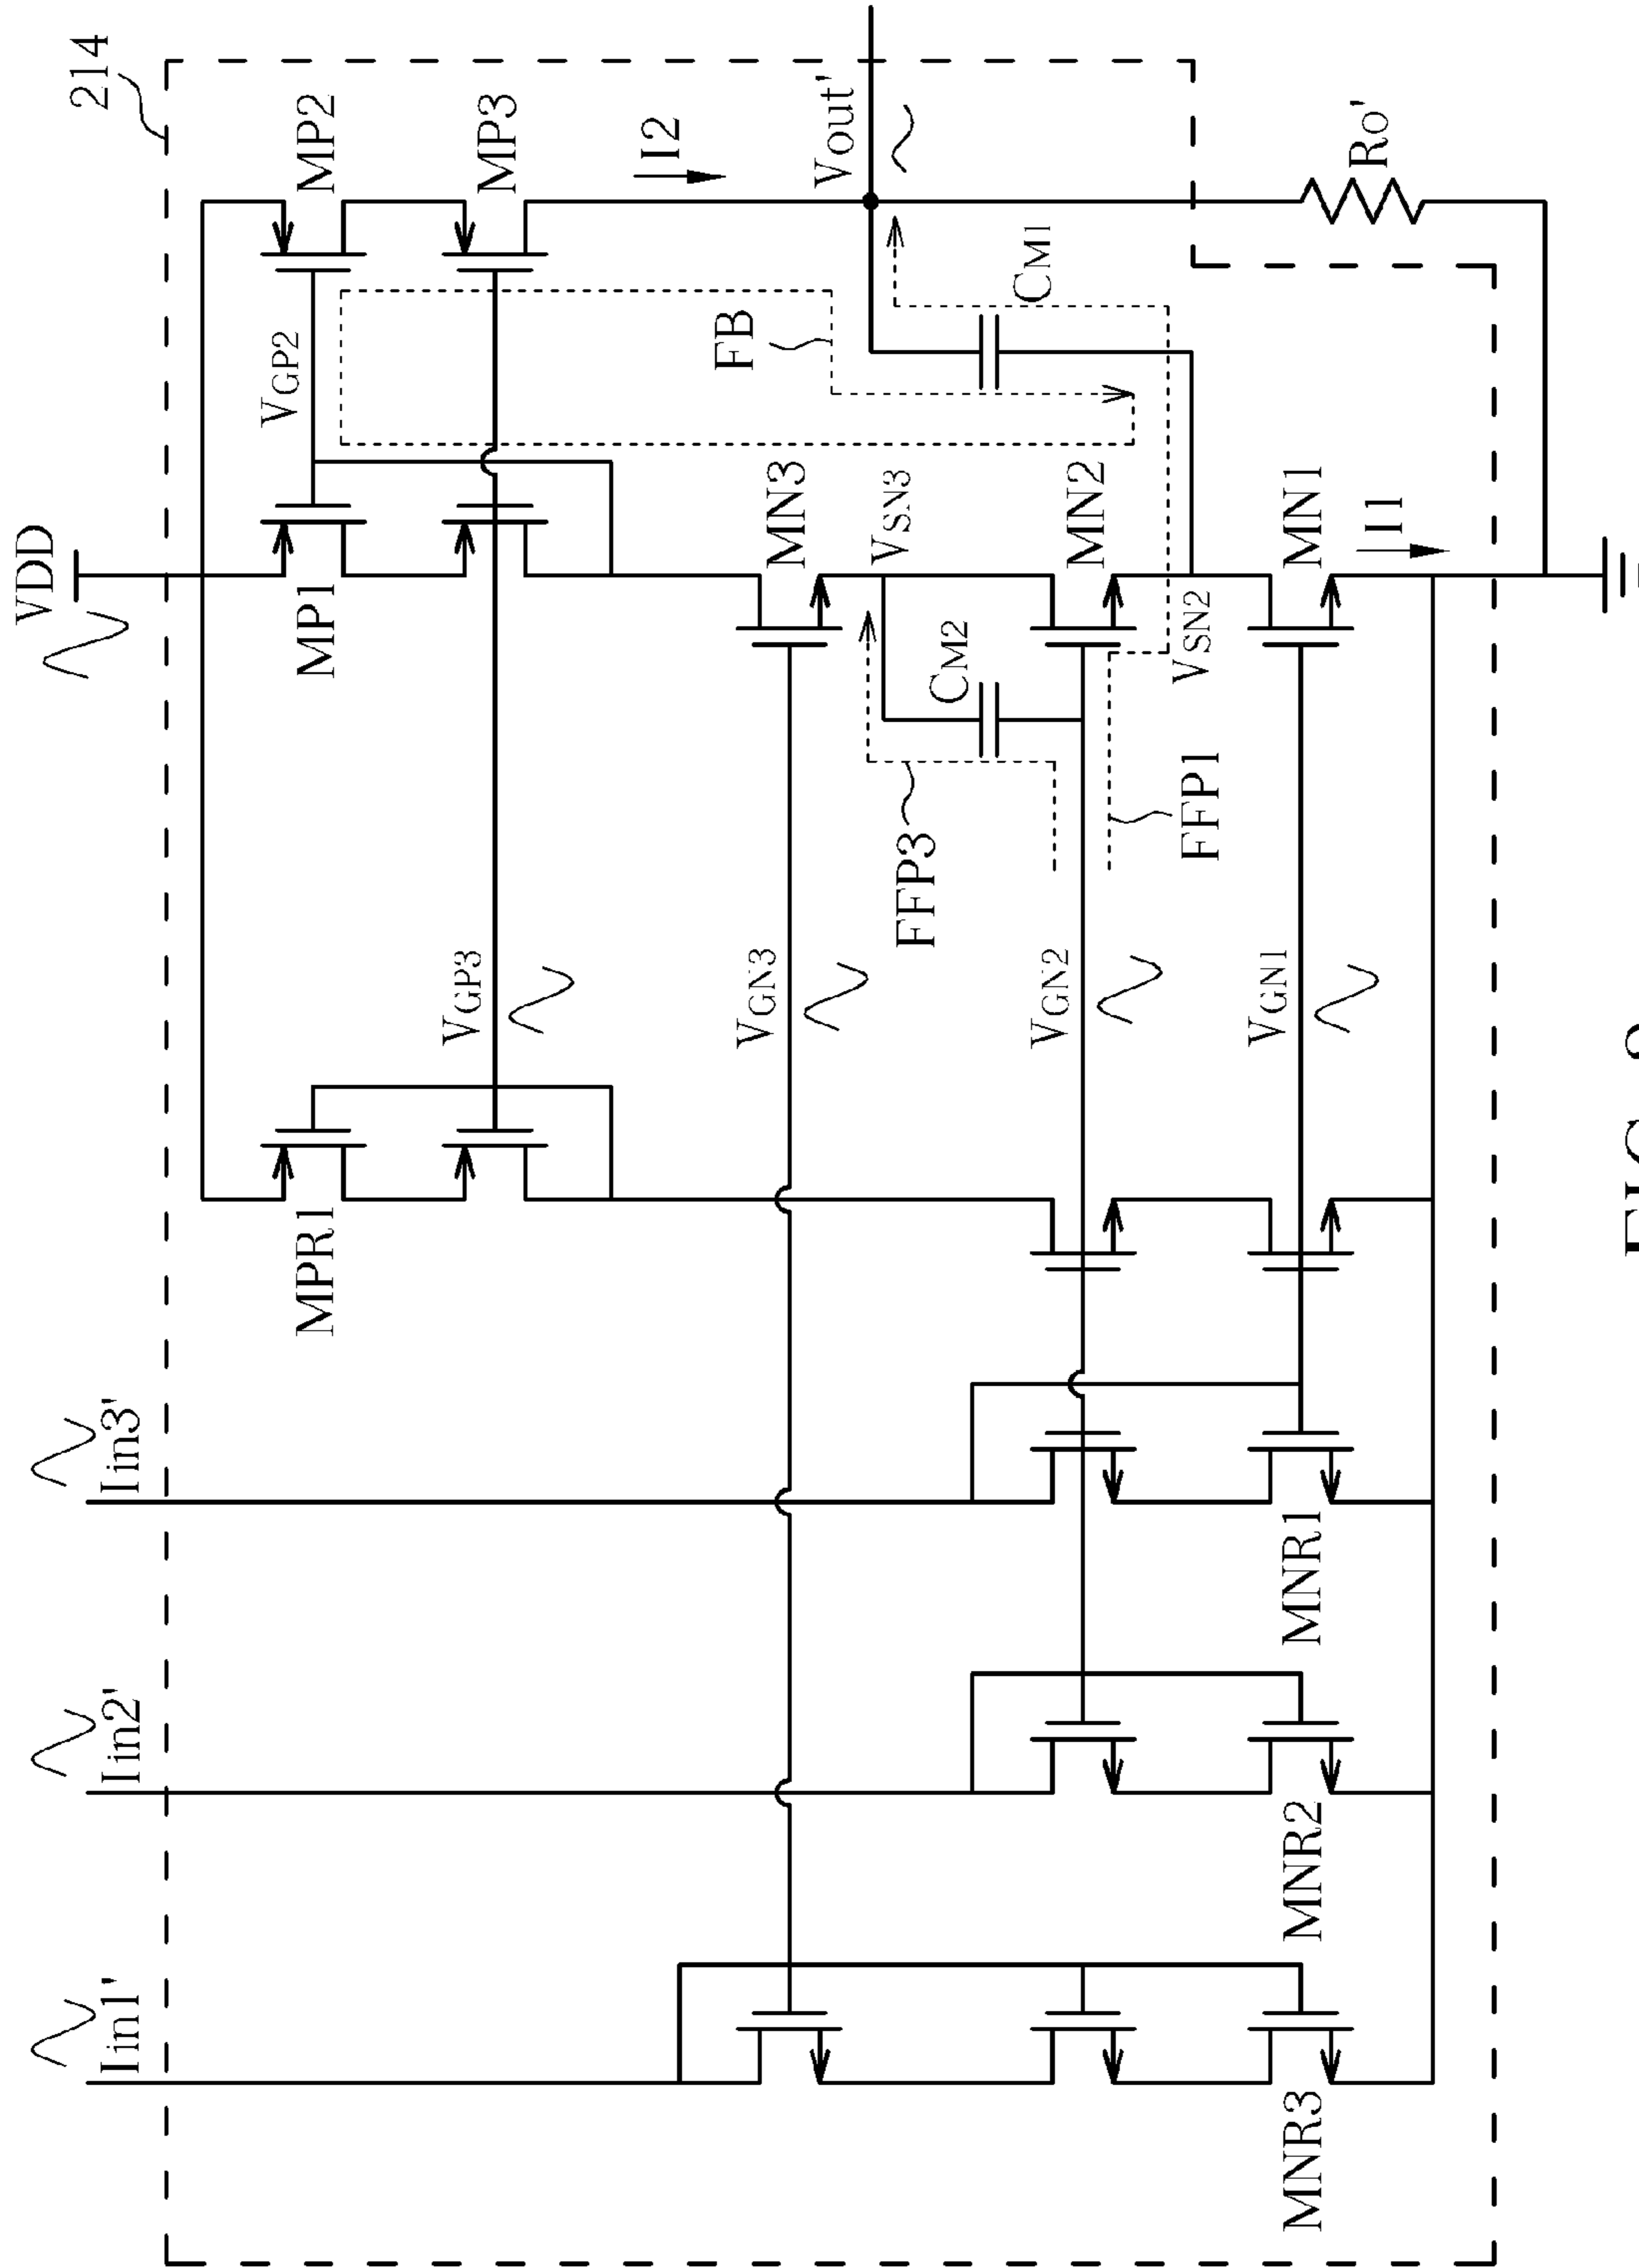 214
VDD
Iin1'
Iin2'
Iin3'
MPR1
MP1
MP2
VGP2
MP3
VGP3
I2
FB
Vout'
MN3
VGN3
VSN3
FFP3
CM2
CM1
MN2
VGN2
VSN2
FFP1
VGN1
MN1
MNR3
MNR2
MNR1
I1
Ro'